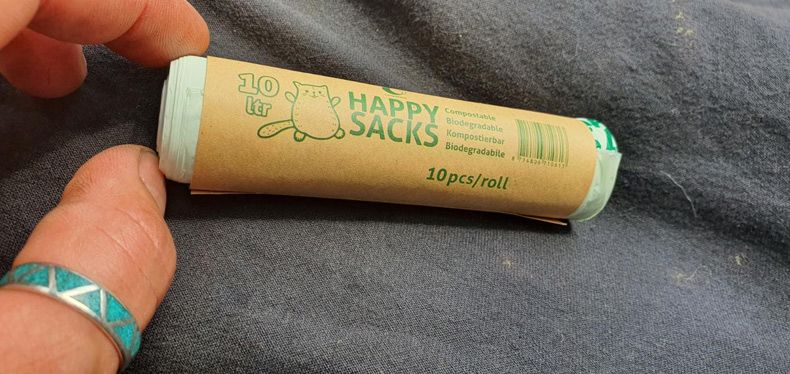 10
ltr
HAPPY
SACKS
Compostable
Biodegradable
Kompostierbar
Biodegradabile
10pcs/roll